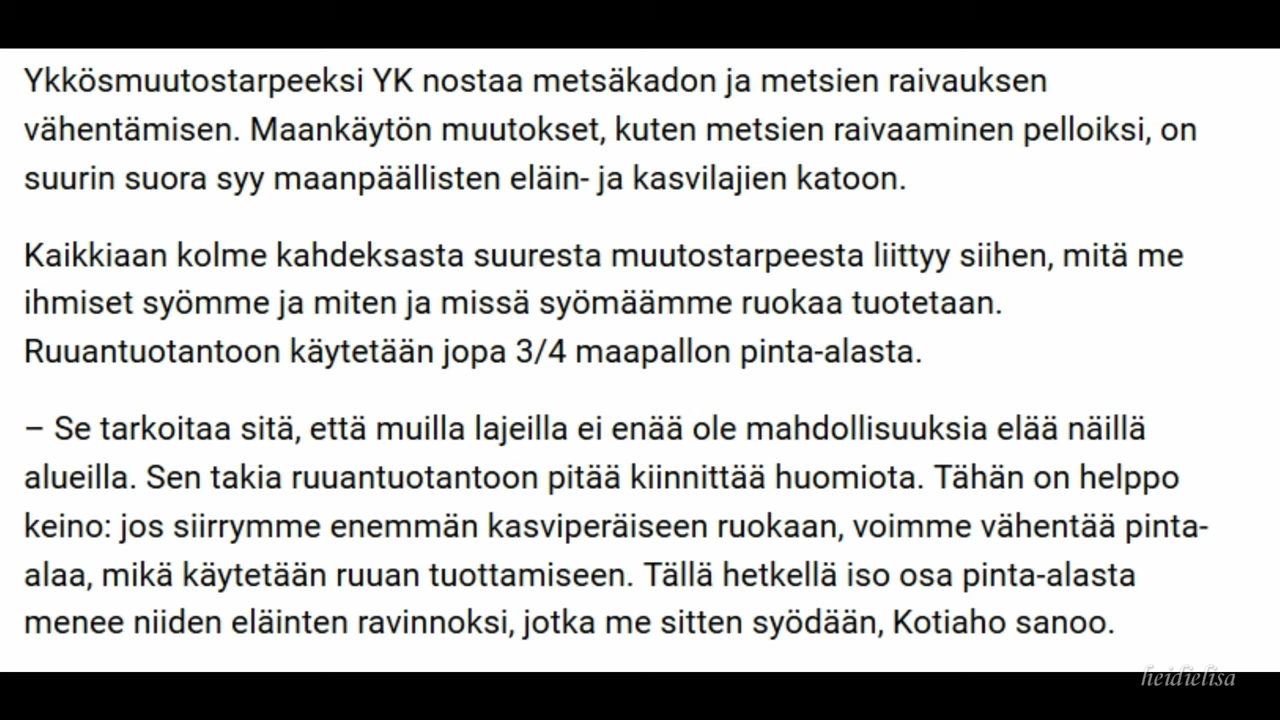 Ykkösmuutostarpeeksi YK nostaa metsäkadon ja metsien raivauksen
vähentämisen. Maankäytön muutokset, kuten metsien raivaaminen pelloiksi, on
suurin suora syy maanpäällisten eläin- ja kasvilajien katoon.
Kaikkiaan kolme kahdeksasta suuresta muutostarpeesta liittyy siihen, mitä me
ihmiset syömme ja miten ja missä syömäämme ruokaa tuotetaan.
Ruuantuotantoon käytetään jopa 3/4 maapallon pinta-alasta.
– Se tarkoitaa sitä, että muilla lajeilla ei enää ole mahdollisuuksia elää näillä
alueilla. Sen takia ruuantuotantoon pitää kiinnittää huomiota. Tähän on helppo
keino: jos siirrymme enemmän kasviperäiseen ruokaan, voimme vähentää pinta-
alaa, mikä käytetään ruuan tuottamiseen. Tällä hetkellä iso osa pinta-alasta
menee niiden eläinten ravinnoksi, jotka me sitten syödään, Kotiaho sanoo.
heidielisa